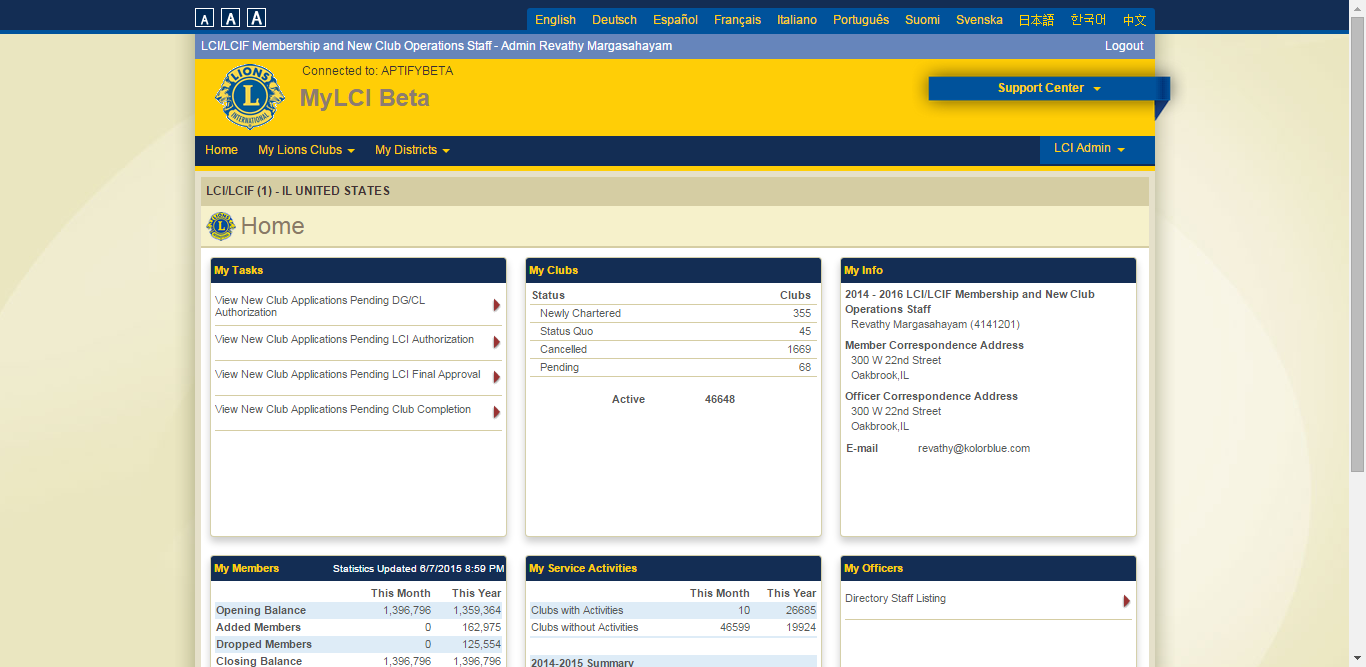 A A A English Deutsch Español Français Italiano Português Suomi Svenska 日本語 한국어 中文
LCI/LCIF Membership and New Club Operations Staff - Admin Revathy Margasahayam Logout
LIONS L INTERNATIONAL
Connected to: APTIFYBETA
MyLCI Beta
Support Center
Home My Lions Clubs My Districts LCI Admin
LCI/LCIF (1) - IL UNITED STATES
LIONS L
Home
My Tasks
View New Club Applications Pending DG/CL
Authorization
View New Club Applications Pending LCI Authorization
View New Club Applications Pending LCI Final Approval
View New Club Applications Pending Club Completion
My Clubs
Status Clubs
Newly Chartered 355
Status Quo 45
Cancelled 1669
Pending 68
Active 46648
My Info
2014 - 2016 LCI/LCIF Membership and New Club
Operations Staff
Revathy Margasahayam (4141201)
Member Correspondence Address
300 W 22nd Street
Oakbrook,IL
Officer Correspondence Address
300 W 22nd Street
Oakbrook,IL
E-mail revathy@kolorblue.com
My Members Statistics Updated 6/7/2015 8:59 PM
This Month This Year
Opening Balance 1,396,796 1,359,364
Added Members 0 162,975
Dropped Members 0 125,554
Closing Balance 1,396,796 1,396,796
My Service Activities
This Month This Year
Clubs with Activities 10 26685
Clubs without Activities 46599 19924
2014-2015 Summary
My Officers
Directory Staff Listing